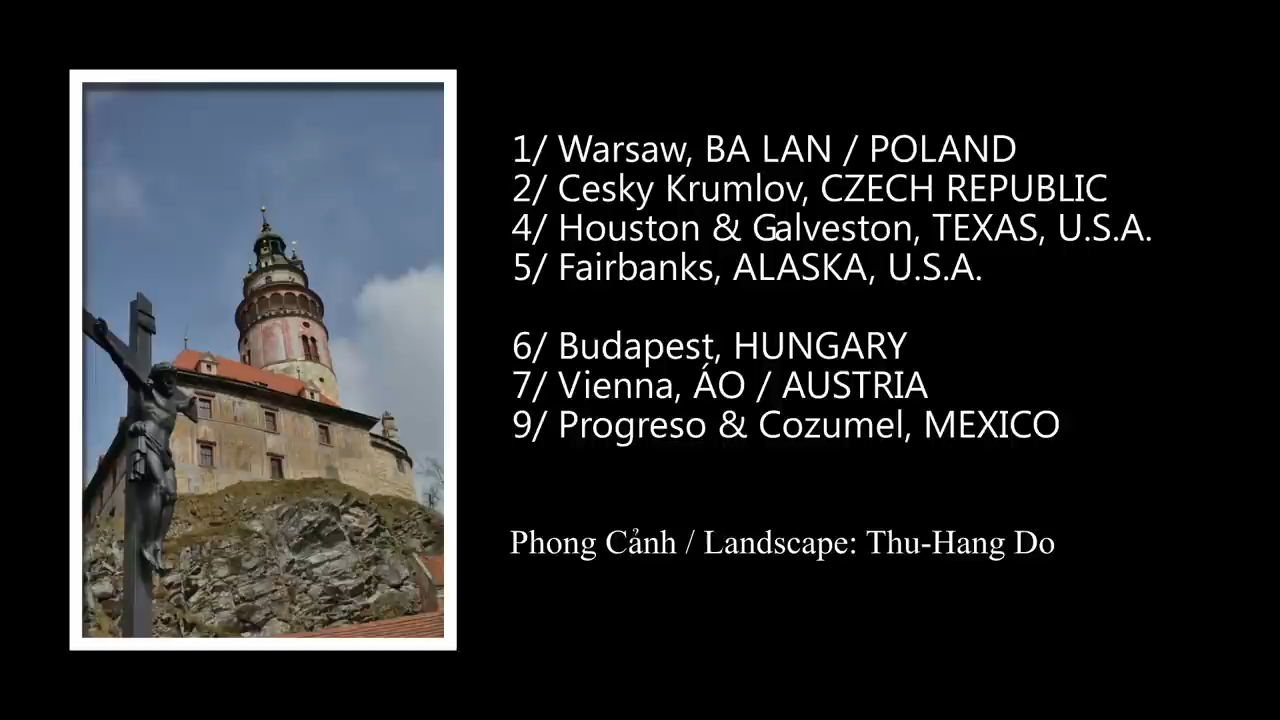 1/ Warsaw, BA LAN / POLAND
2/ Cesky Krumlov, CZECH REPUBLIC
4/ Houston & Galveston, TEXAS, U.S.A.
5/ Fairbanks, ALASKA, U.S.A.
6/ Budapest, HUNGARY
7/ Vienna, ÁO / AUSTRIA
9/ Progreso & Cozumel, MEXICO
Phong Cảnh / Landscape: Thu-Hang Do